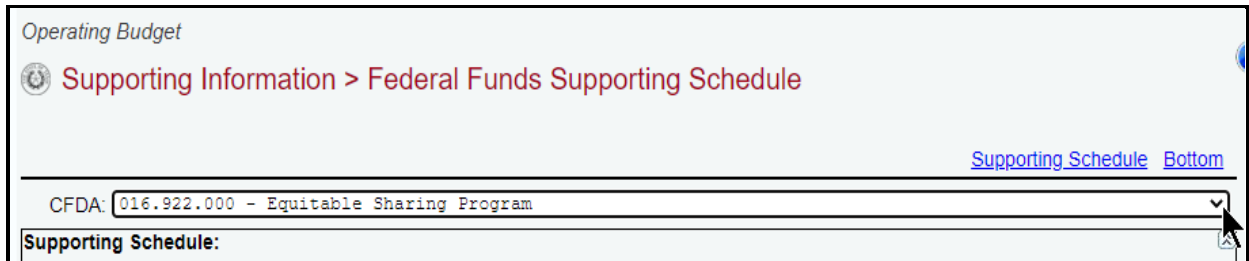 Operating Budget
Supporting Information > Federal Funds Supporting Schedule
Supporting Schedule Bottom
CFDA: 016.922.000 - Equitable Sharing Program
Supporting Schedule: